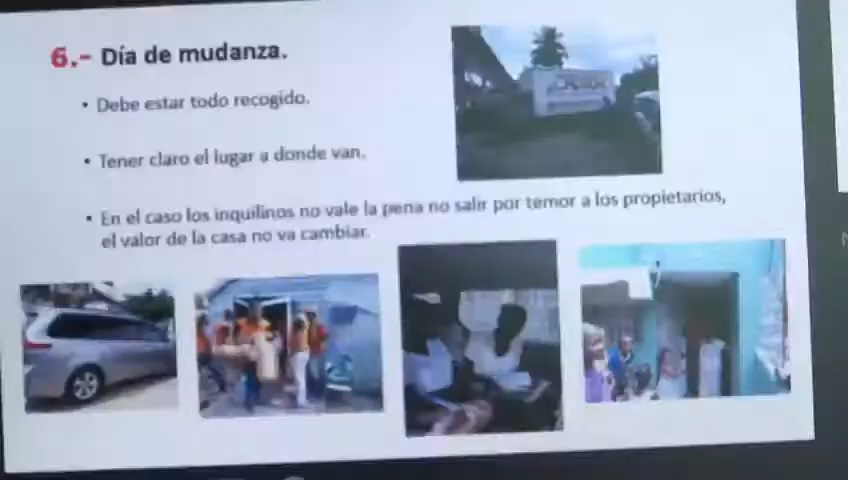 6.- Día de mudanza.
• Debe estar todo recogido.
• Tener claro el lugar a donde van.
• En el caso los inquilinos no vale la pena no salir por temor a los propietarios,
el valor de la casa no va cambiar.